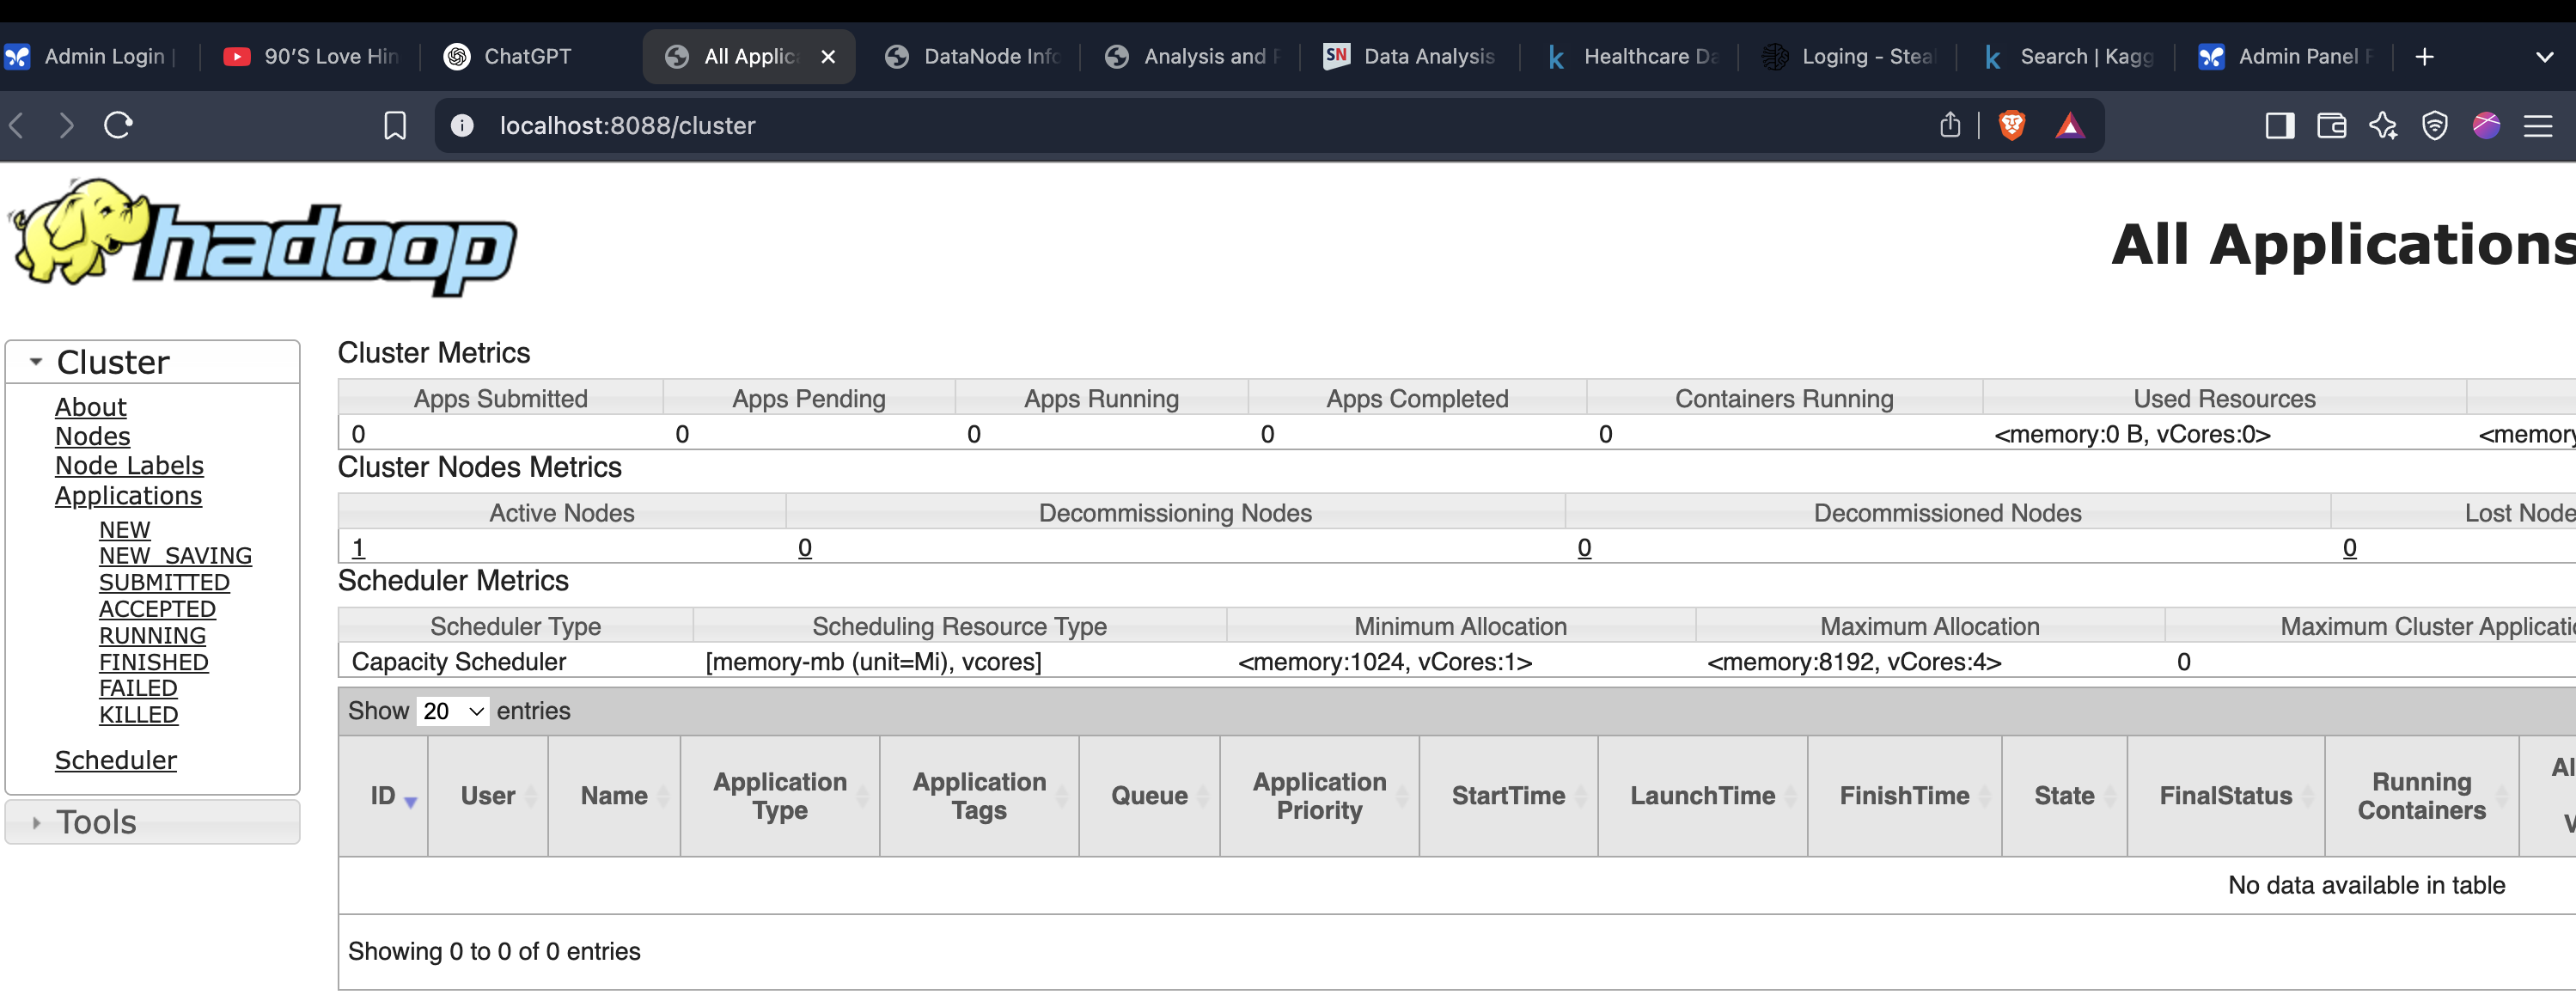 Admin Login
90'S Love Hin
ChatGPT
All Applic
DataNode Info
Analysis and
SN Data Analysis
k Healthcare Da
Loging - Steal
k Search | Kagg
Admin Panel
localhost:8088/cluster
hadoop
All Applications
Cluster
About
Nodes
Node Labels
Applications
NEW
NEW_SAVING
SUBMITTED
ACCEPTED
RUNNING
FINISHED
FAILED
KILLED
Scheduler
Tools
Cluster Metrics
Apps Submitted Apps Pending Apps Running Apps Completed Containers Running Used Resources
0 0 0 0 0 <memory:0 B, vCores:0> <memory
Cluster Nodes Metrics
Active Nodes Decommissioning Nodes Decommissioned Nodes Lost Node
1 0 0 0
Scheduler Metrics
Scheduler Type Scheduling Resource Type Minimum Allocation Maximum Allocation Maximum Cluster Applicati
Capacity Scheduler [memory-mb (unit=Mi), vcores] <memory:1024, vCores:1> <memory:8192, vCores:4> 0
Show 20 entries
ID User Name Application Type Application Tags Queue Application Priority StartTime LaunchTime FinishTime State FinalStatus Running Containers Al
No data available in table
Showing 0 to 0 of 0 entries